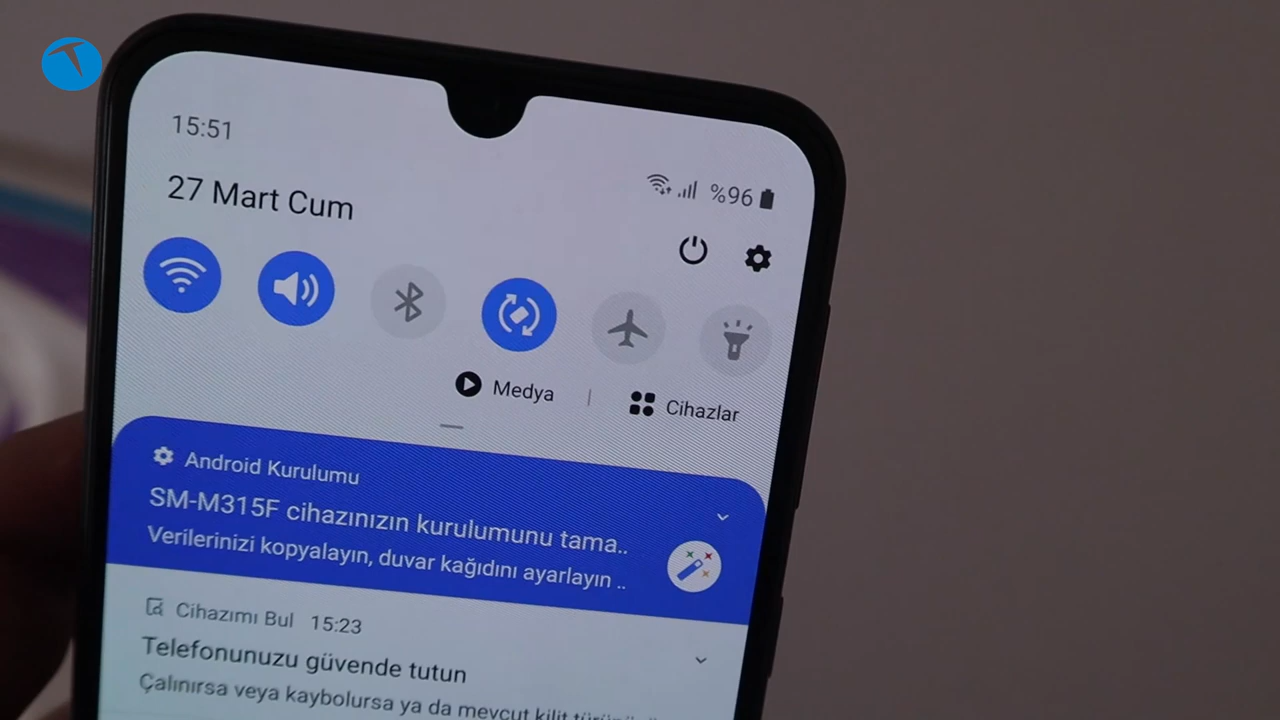 15:51
%96
27 Mart Cum
Medya
Cihazlar
Android Kurulumu
SM-M315F cihazınızın kurulumunu tama..
Verilerinizi kopyalayın, duvar kağıdını ayarlayın ..
Cihazımı Bul 15:23
Telefonunuzu güvende tutun
Çalınırsa veya kaybolursa ya da mevcut kilit